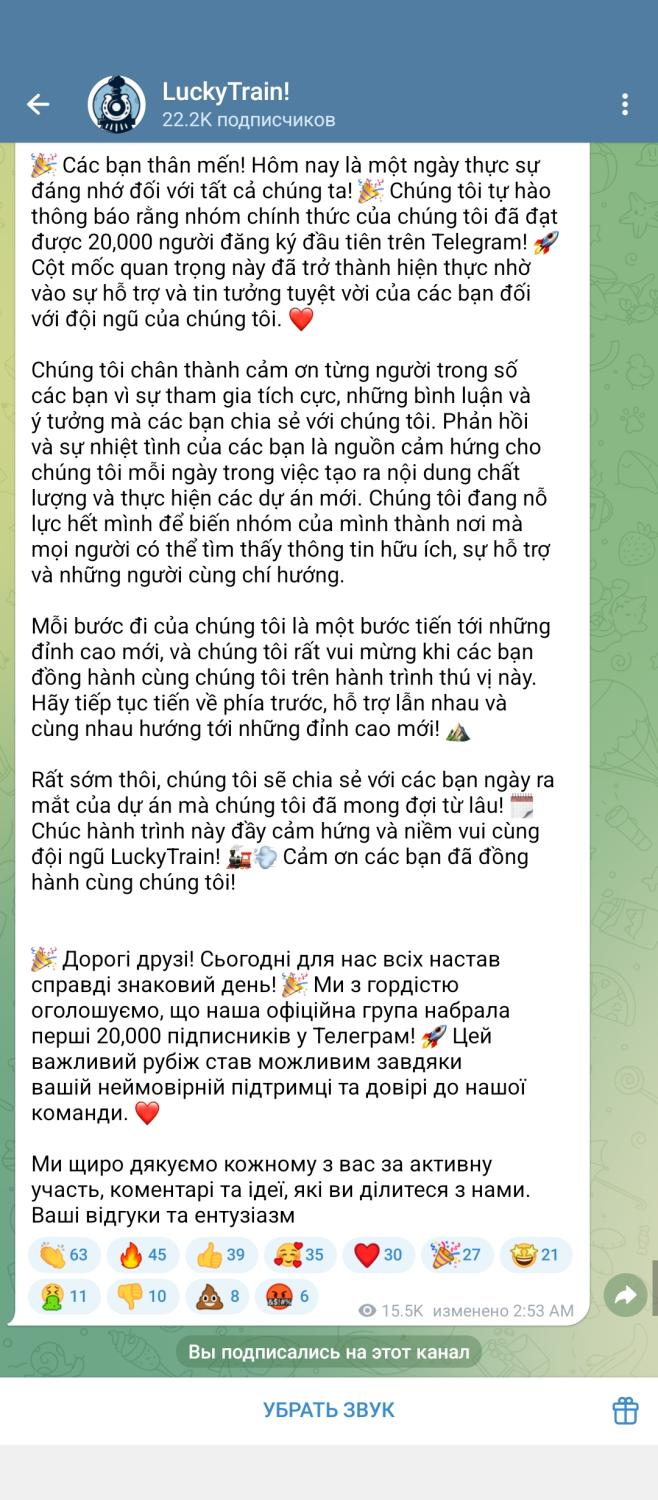 LuckyTrain!
22.2K подписчиков
🎉 Các bạn thân mến! Hôm nay là một ngày thực sự
đáng nhớ đối với tất cả chúng ta! 🎉 Chúng tôi tự hào
thông báo rằng nhóm chính thức của chúng tôi đã đạt
được 20,000 người đăng ký đầu tiên trên Telegram! 🚀
Cột mốc quan trọng này đã trở thành hiện thực nhờ
vào sự hỗ trợ và tin tưởng tuyệt vời của các bạn đối
với đội ngũ của chúng tôi. ❤️
Chúng tôi chân thành cảm ơn từng người trong số
các bạn vì sự tham gia tích cực, những bình luận và
ý tưởng mà các bạn chia sẻ với chúng tôi. Phản hồi
và sự nhiệt tình của các bạn là nguồn cảm hứng cho
chúng tôi mỗi ngày trong việc tạo ra nội dung chất
lượng và thực hiện các dự án mới. Chúng tôi đang nỗ
lực hết mình để biến nhóm của mình thành nơi mà
mọi người có thể tìm thấy thông tin hữu ích, sự hỗ trợ
và những người cùng chí hướng.
Mỗi bước đi của chúng tôi là một bước tiến tới những
đỉnh cao mới, và chúng tôi rất vui mừng khi các bạn
đồng hành cùng chúng tôi trên hành trình thú vị này.
Hãy tiếp tục tiến về phía trước, hỗ trợ lẫn nhau và
cùng nhau hướng tới những đỉnh cao mới! ⛰️
Rất sớm thôi, chúng tôi sẽ chia sẻ với các bạn ngày ra
mắt của dự án mà chúng tôi đã mong đợi từ lâu! 🗓️
Chúc hành trình này đầy cảm hứng và niềm vui cùng
đội ngũ LuckyTrain! 🚂💨 Cảm ơn các bạn đã đồng
hành cùng chúng tôi!
🎉 Дорогі друзі! Сьогодні для нас всіх настав
справді знаковий день! 🎉 Ми з гордістю
оголошуємо, що наша офіційна група набрала
перші 20,000 підписників у Телеграм! 🚀 Цей
важливий рубіж став можливим завдяки
вашій неймовірній підтримці та довірі до нашої
команди. ❤️
Ми щиро дякуємо кожному з вас за активну
участь, коментарі та ідеї, які ви ділитеся з нами.
Ваші відгуки та ентузіазм
👏 63 🔥 45 👍 39 🥰 35 ❤️ 30 🎉 27 🤩 21
🤮 11 👎 10 💩 8 🤬 6
15.5K изменено 2:53 AM
Вы подписались на этот канал
УБРАТЬ ЗВУК